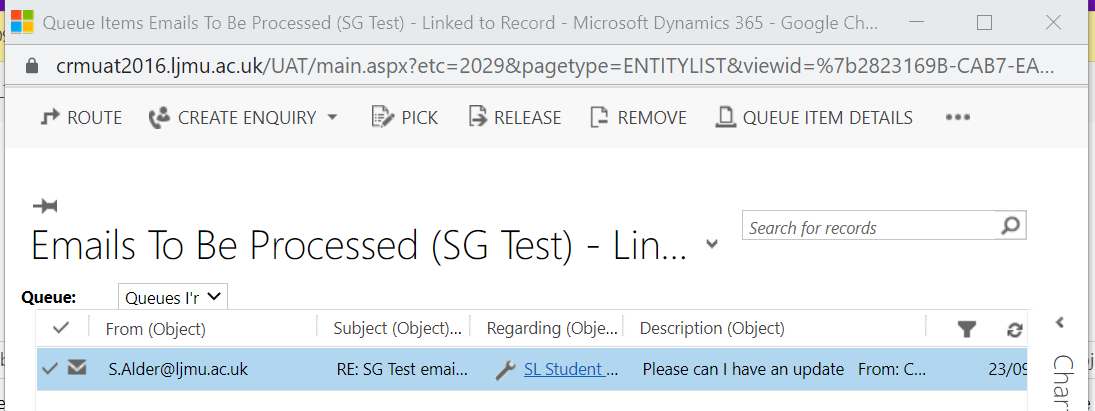 Queue Items Emails To Be Processed (SG Test) - Linked to Record - Microsoft Dynamics 365 - Google Ch...
crmuat2016.ljmu.ac.uk/UAT/main.aspx?etc=2029&pagetype=ENTITYLIST&viewid=%7b2823169B-CAB7-EA...
ROUTE CREATE ENQUIRY PICK RELEASE REMOVE QUEUE ITEM DETAILS
Emails To Be Processed (SG Test) - Lin...
Search for records
Queue: Queues I'r
From (Object) Subject (Object)... Regarding (Obje... Description (Object)
S.Alder@ljmu.ac.uk RE: SG Test emai... SL Student ... Please can I have an update From: C... 23/09
Char